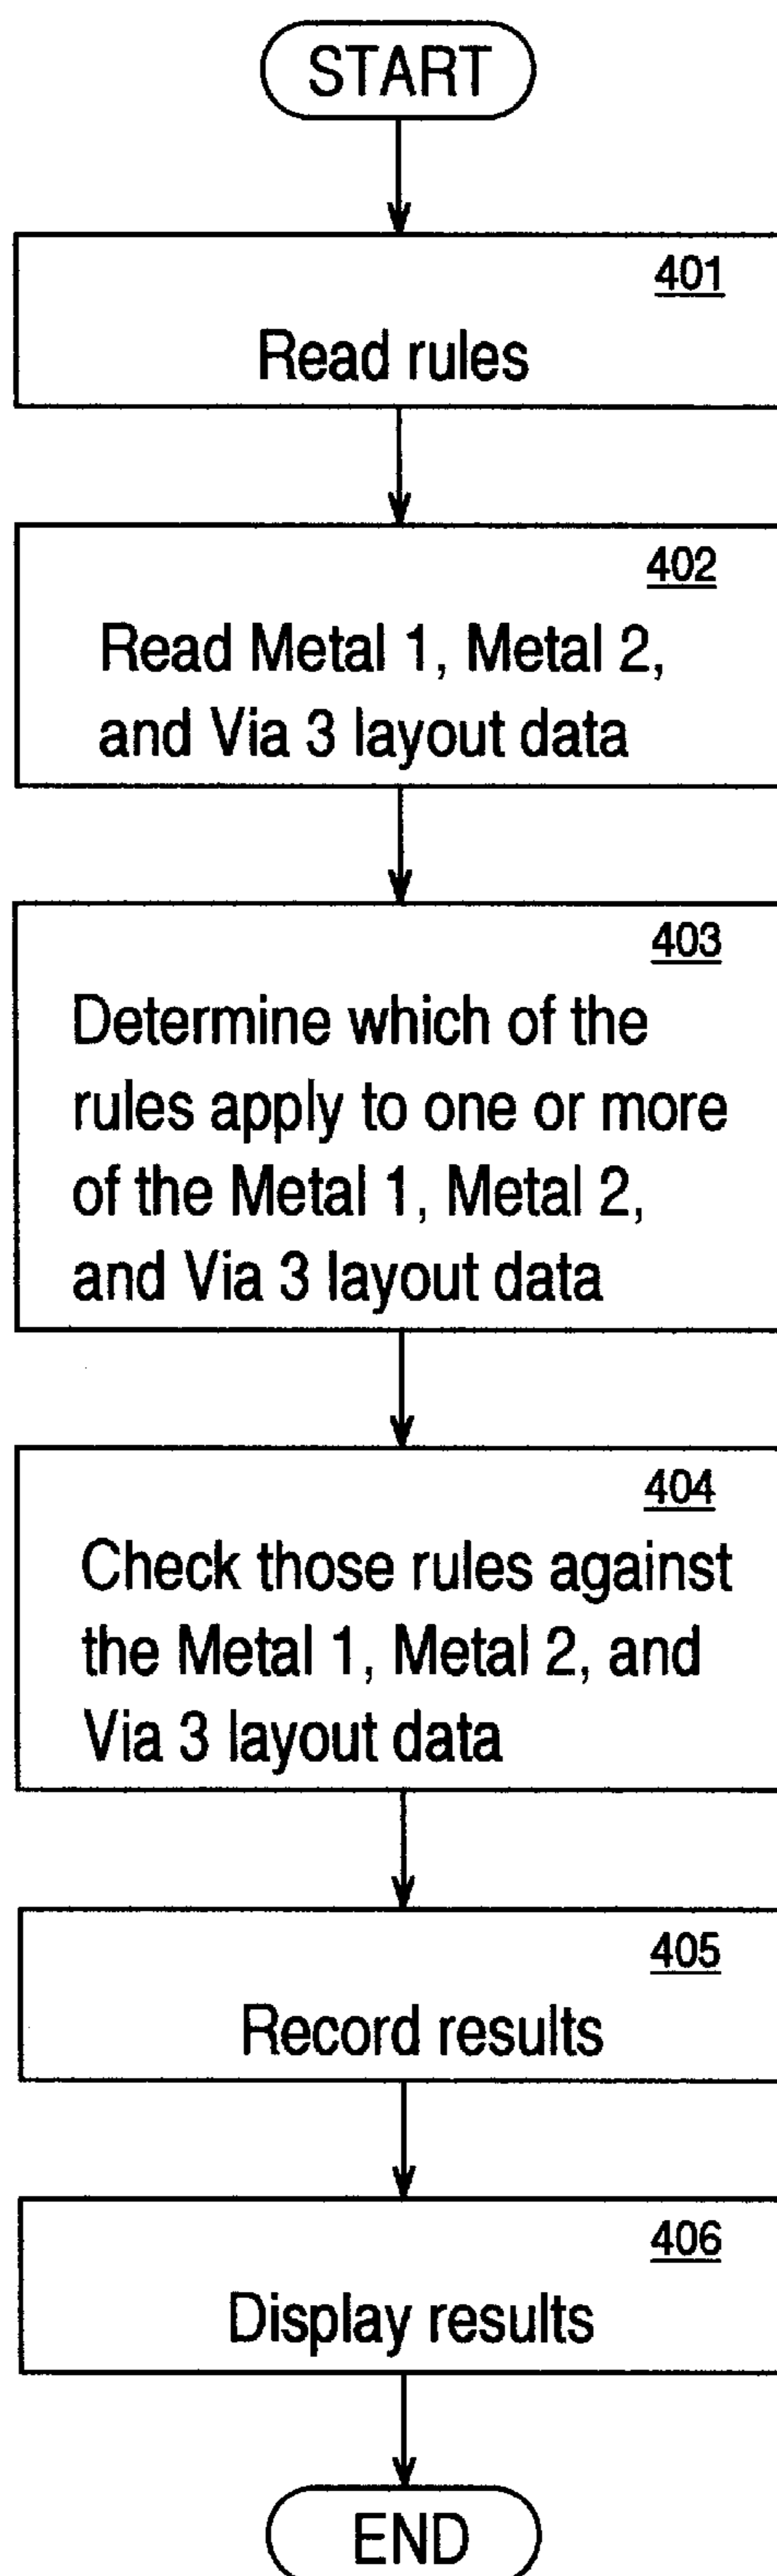 START
401
Read rules
402
Read Metal 1, Metal 2,
and Via 3 layout data
403
Determine which of the
rules apply to one or more
of the Metal 1, Metal 2,
and Via 3 layout data
404
Check those rules against
the Metal 1, Metal 2, and
Via 3 layout data
405
Record results
406
Display results
END